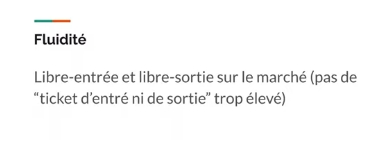 Fluidité
Libre-entrée et libre-sortie sur le marché (pas de
“ticket d’entré ni de sortie” trop élevé)